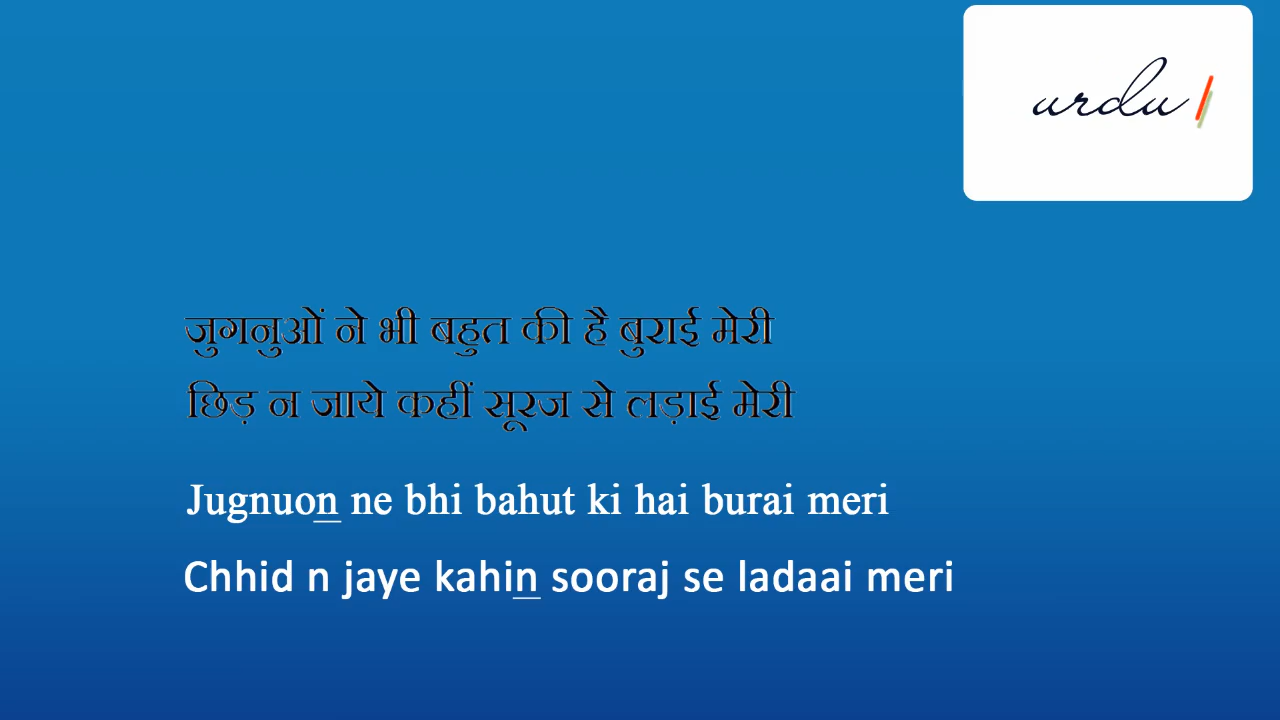 urdu
जुगनुओं ने भी बहुत की है बुराई मेरी
छिड़ न जाये कहीं सूरज से लड़ाई मेरी
Jugnuon ne bhi bahut ki hai burai meri
Chhid n jaye kahin sooraj se ladaai meri